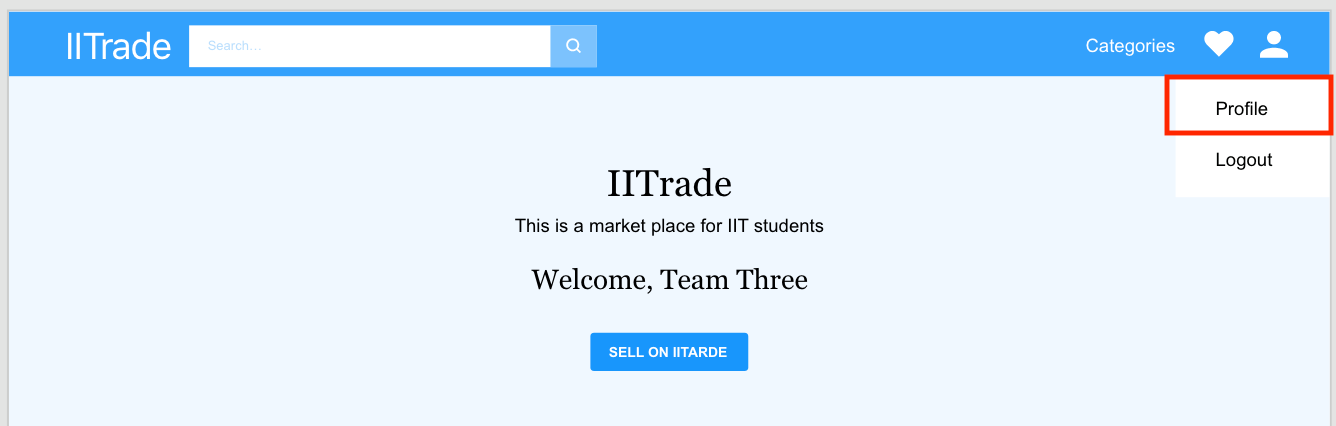 IITrade
Search...
Categories
Profile
Logout
IITrade
This is a market place for IIT students
Welcome, Team Three
SELL ON IITARDE